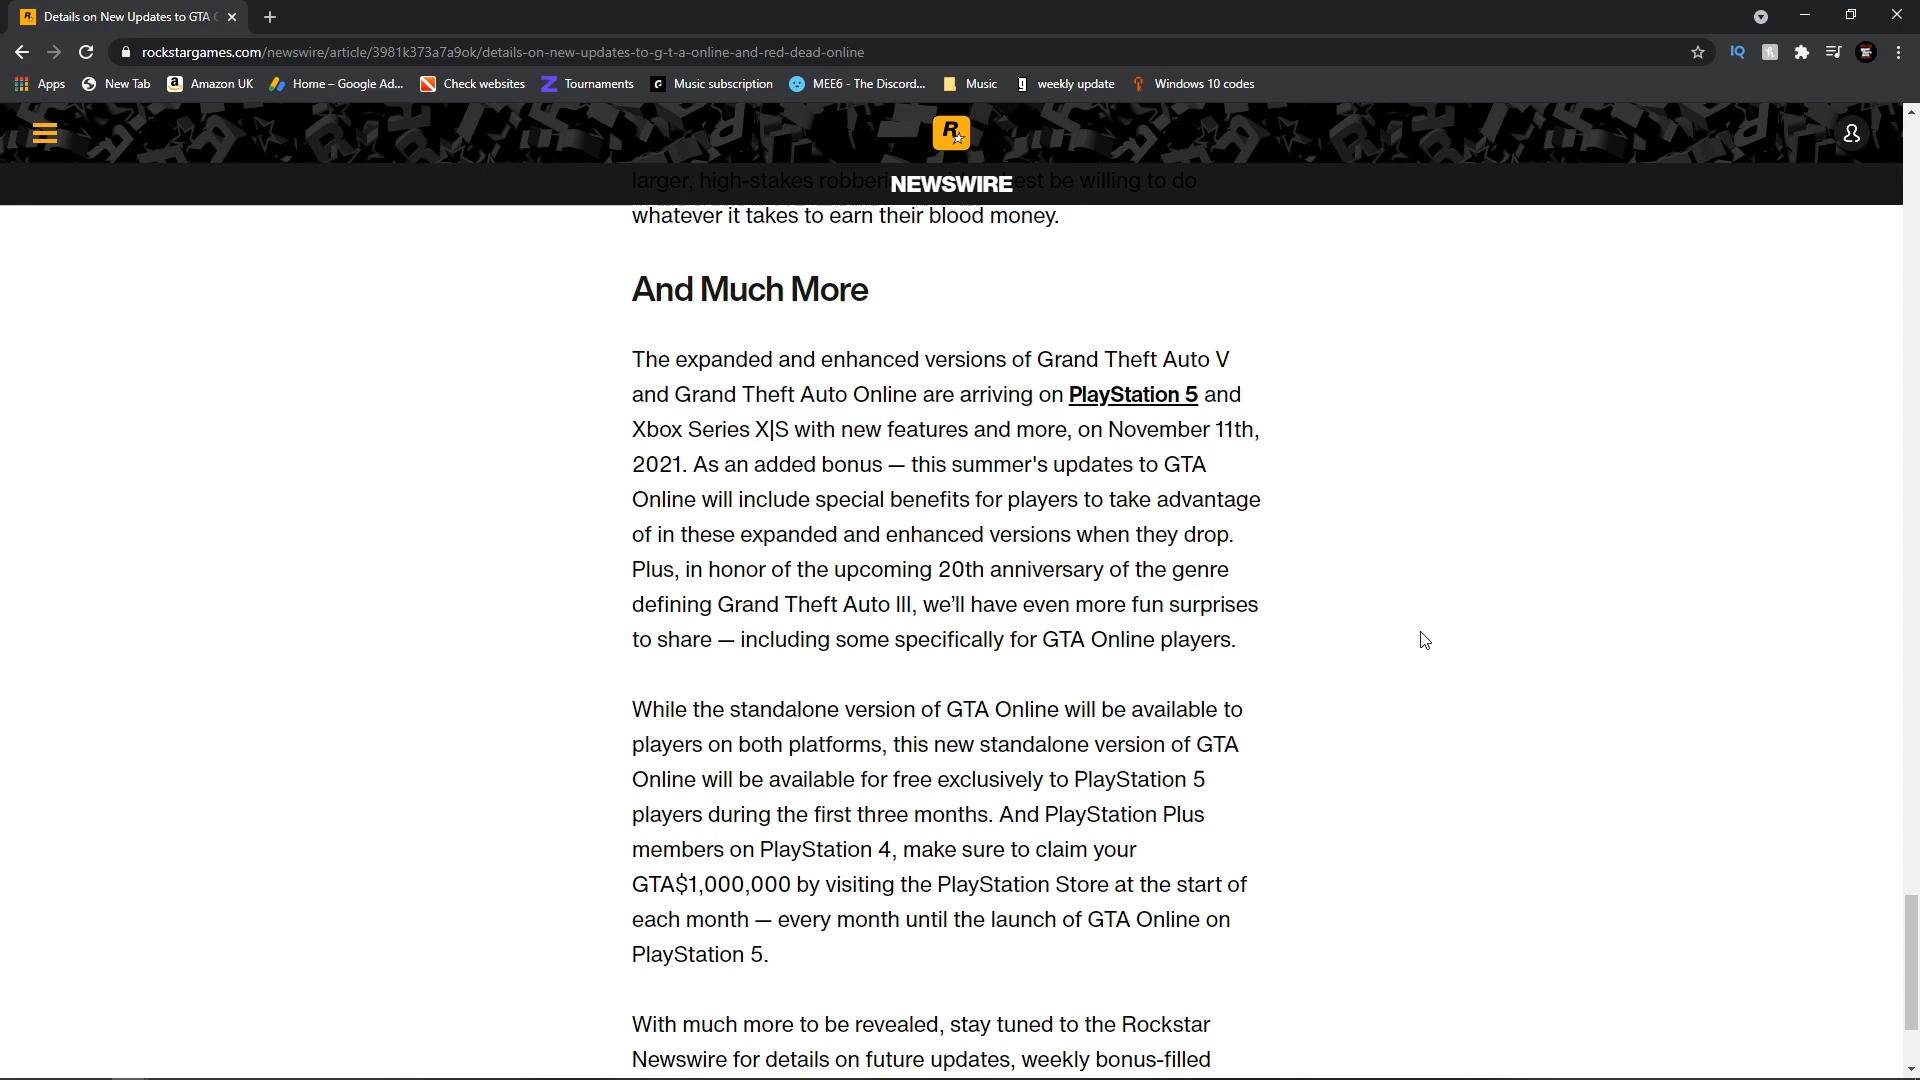 Details on New Updates to GTA
rockstargames.com/newswire/article/3981k373a7a9ok/details-on-new-updates-to-g-t-a-online-and-red-dead-online
IQ
Apps
New Tab
Amazon UK
Home – Google Ad...
Check websites
Tournaments
Music subscription
MEE6 - The Discord...
Music
weekly update
Windows 10 codes
NEWSWIRE
larger, high-stakes robberi est be willing to do
whatever it takes to earn their blood money.
And Much More
The expanded and enhanced versions of Grand Theft Auto V
and Grand Theft Auto Online are arriving on PlayStation 5 and
Xbox Series X|S with new features and more, on November 11th,
2021. As an added bonus — this summer's updates to GTA
Online will include special benefits for players to take advantage
of in these expanded and enhanced versions when they drop.
Plus, in honor of the upcoming 20th anniversary of the genre
defining Grand Theft Auto III, we’ll have even more fun surprises
to share — including some specifically for GTA Online players.
While the standalone version of GTA Online will be available to
players on both platforms, this new standalone version of GTA
Online will be available for free exclusively to PlayStation 5
players during the first three months. And PlayStation Plus
members on PlayStation 4, make sure to claim your
GTA$1,000,000 by visiting the PlayStation Store at the start of
each month — every month until the launch of GTA Online on
PlayStation 5.
With much more to be revealed, stay tuned to the Rockstar
Newswire for details on future updates, weekly bonus-filled